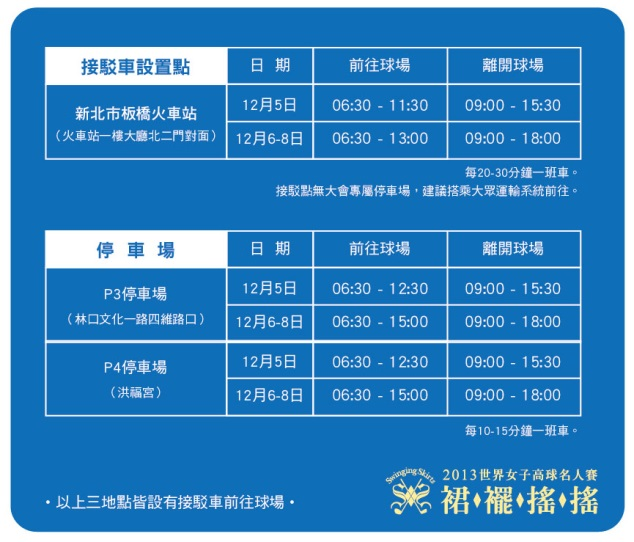 接駁車設置點 日 期 前往球場 離開球場
新北市板橋火車站
（火車站一樓大廳北二門對面）
12月5日 06:30 - 11:30 09:00 - 15:30
12月6-8日 06:30 - 13:00 09:00 - 18:00
每20-30分鐘一班車。
接駁點無大會專屬停車場，建議搭乘大眾運輸系統前往。
停 車 場 日 期 前往球場 離開球場
P3停車場
（林口文化一路四維路口）
12月5日 06:30 - 12:30 09:00 - 15:30
12月6-8日 06:30 - 15:00 09:00 - 18:00
P4停車場
（洪福宮）
12月5日 06:30 - 12:30 09:00 - 15:30
12月6-8日 06:30 - 15:00 09:00 - 18:00
每10-15分鐘一班車。
•以上三地點皆設有接駁車前往球場•
Swinging Skirts
2013世界女子高球名人賽
裙襬搖搖